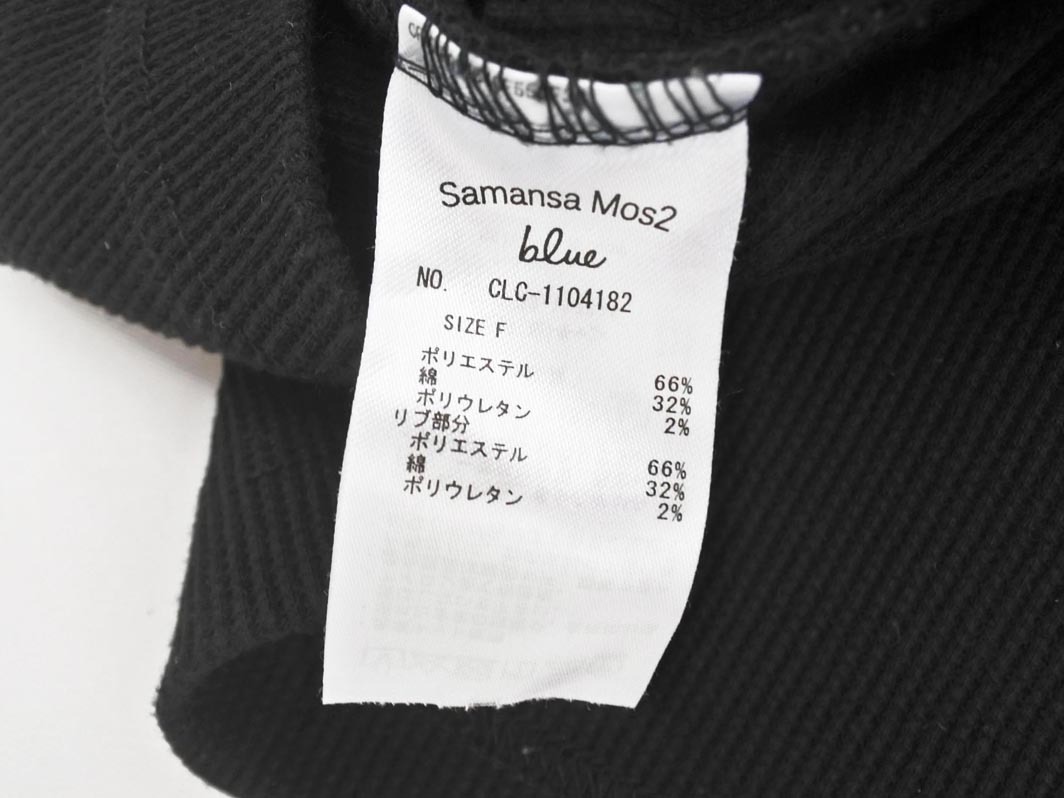 Samansa Mos2
blue
NO. CLC-1104182
SIZE F
ポリエステル 66%
綿 32%
ポリウレタン 2%
リブ部分
ポリエステル 66%
綿 32%
ポリウレタン 2%